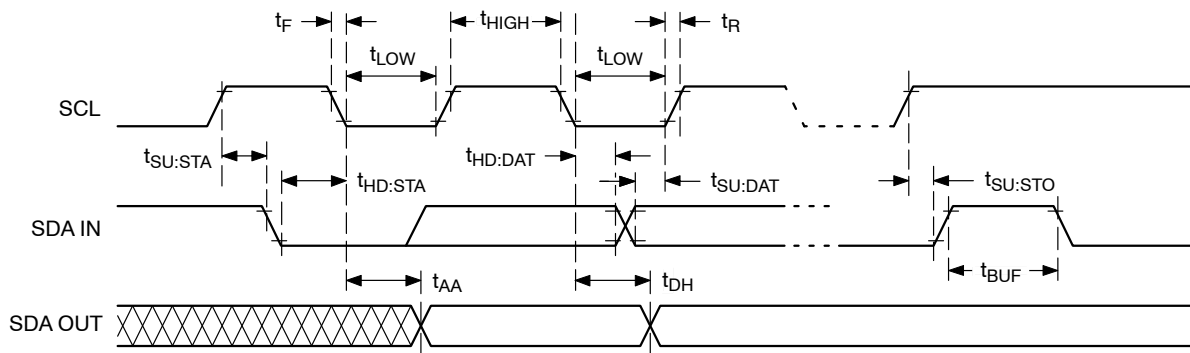 tF
tHIGH
tR
tLOW
tLOW
SCL
tSU:STA
tHD:DAT
tHD:STA
tSU:DAT
tSU:STO
SDA IN
tBUF
tAA
tDH
SDA OUT